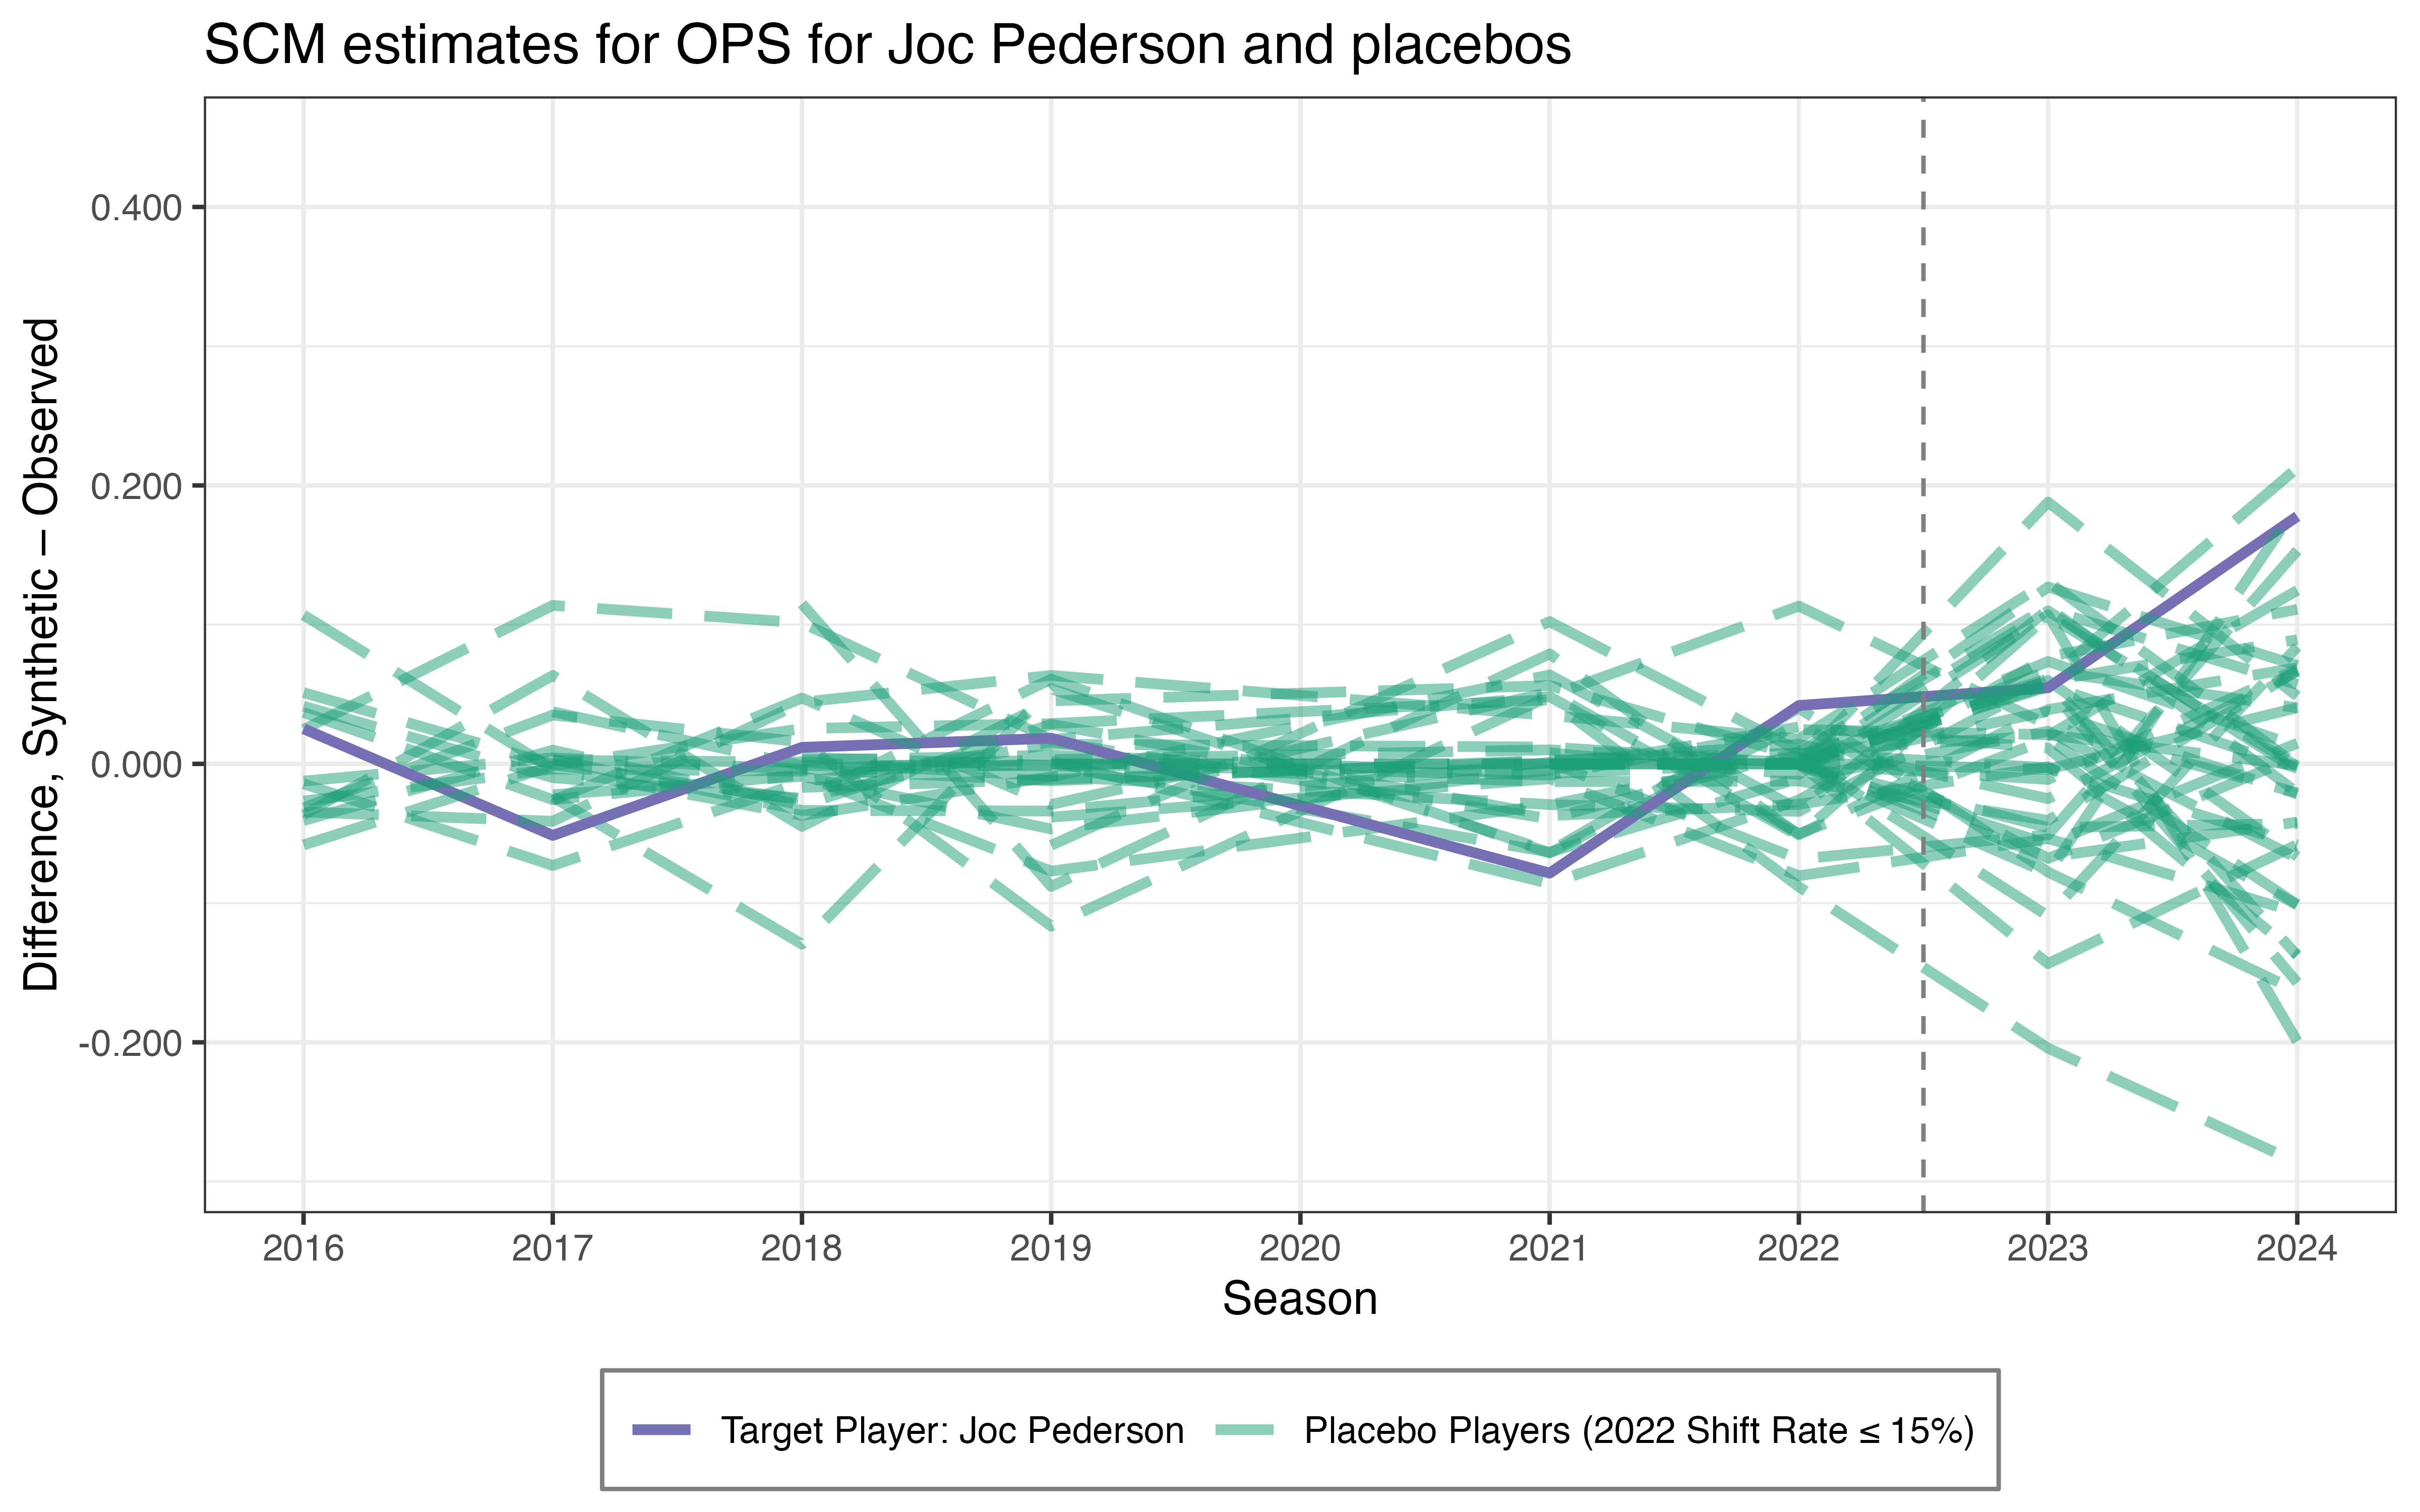 SCM estimates for OPS for Joc Pederson and placebos
Difference, Synthetic – Observed
0.400
0.200
0.000
-0.200
2016 2017 2018 2019 2020 2021 2022 2023 2024
Season
Target Player: Joc Pederson Placebo Players (2022 Shift Rate ≤ 15%)